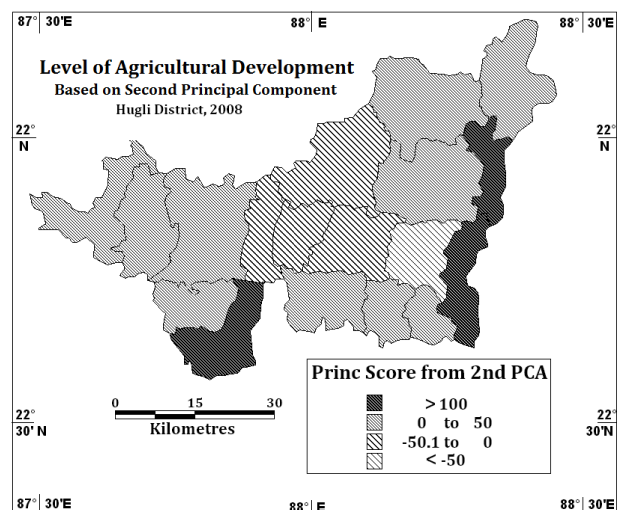 87° 30'E 88° E 88° 30'E
Level of Agricultural Development
Based on Second Principal Component
Hugli District, 2008
22° N 22° N
Princ Score from 2nd PCA
> 100
0 to 50
-50.1 to 0
< -50
0 15 30
Kilometres
22° 30' N 22° 30'N
87° 30'E 88° E 88° 30'E